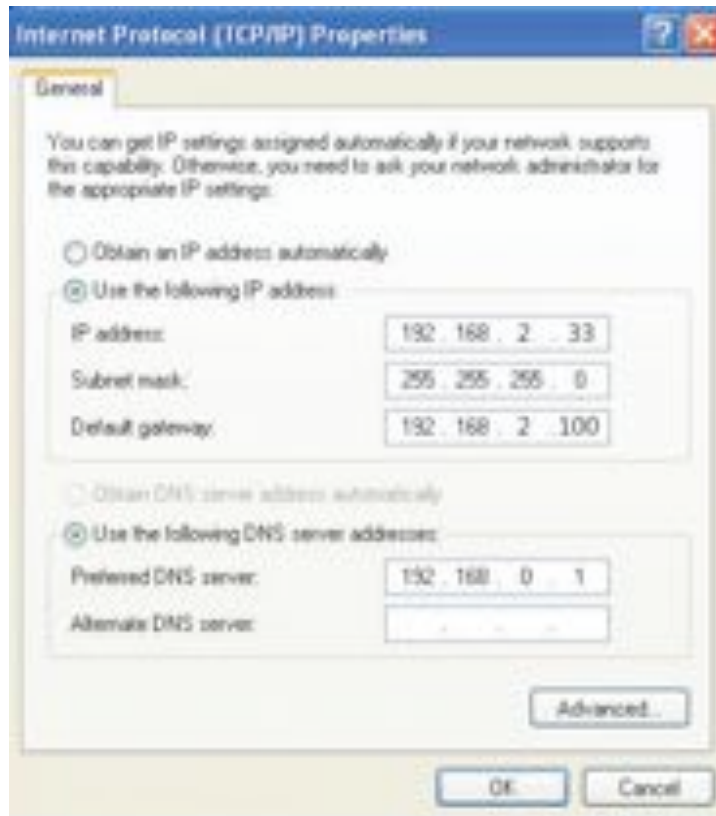 Internet Protocol (TCP/IP) Properties
General
You can get IP settings assigned automatically if your network supports
this capability. Otherwise, you need to ask your network administrator for
the appropriate IP settings.
Obtain an IP address automatically
Use the following IP address:
IP address: 192 . 168 . 2 . 33
Subnet mask: 255 . 255 . 255 . 0
Default gateway: 192 . 168 . 2 . 100
Obtain DNS server address automatically
Use the following DNS server addresses:
Preferred DNS server: 192 . 168 . 0 . 1
Alternate DNS server: . . .
Advanced...
OK Cancel